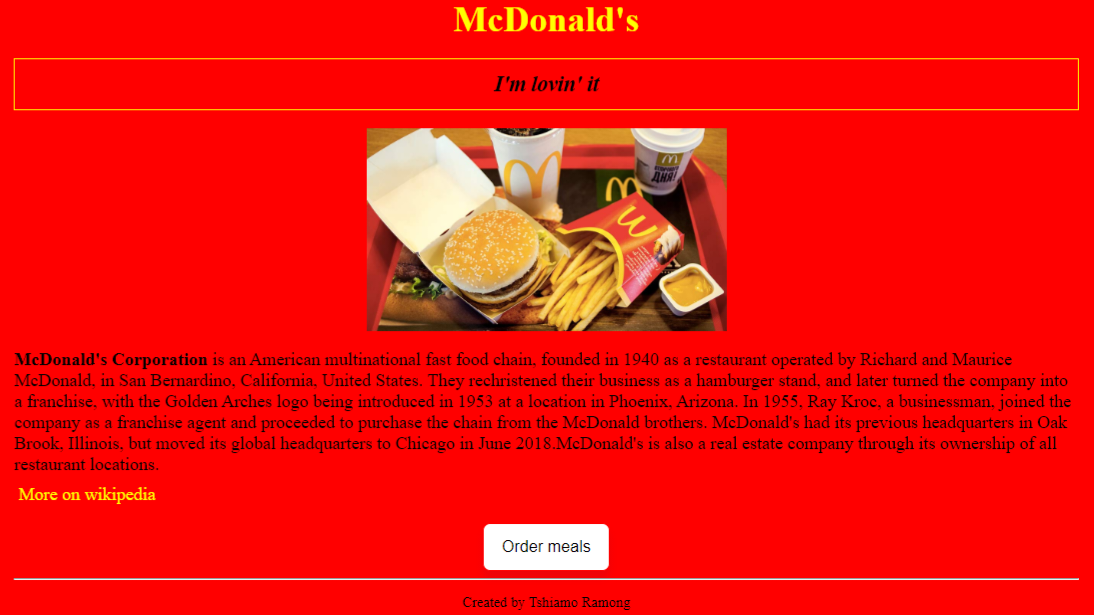 McDonald's
I'm lovin' it
ДНЯ!
McDonald's Corporation is an American multinational fast food chain, founded in 1940 as a restaurant operated by Richard and Maurice
McDonald, in San Bernardino, California, United States. They rechristened their business as a hamburger stand, and later turned the company into
a franchise, with the Golden Arches logo being introduced in 1953 at a location in Phoenix, Arizona. In 1955, Ray Kroc, a businessman, joined the
company as a franchise agent and proceeded to purchase the chain from the McDonald brothers. McDonald's had its previous headquarters in Oak
Brook, Illinois, but moved its global headquarters to Chicago in June 2018.McDonald's is also a real estate company through its ownership of all
restaurant locations.
More on wikipedia
Order meals
Created by Tshiamo Ramong